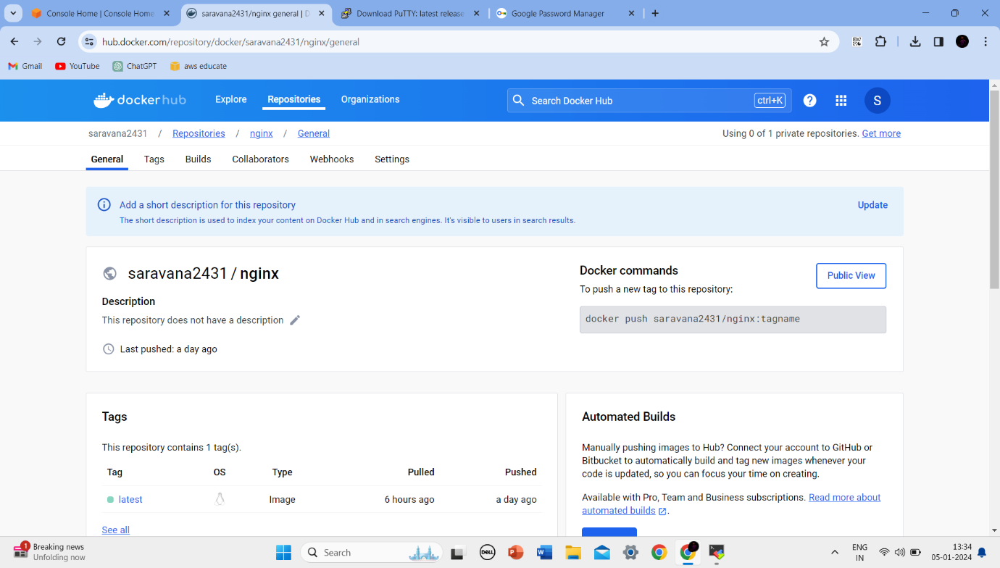 Console Home | Console Home
saravana2431/nginx general | D
Download PuTTY: latest release
Google Password Manager
hub.docker.com/repository/docker/saravana2431/nginx/general
Gmail
YouTube
ChatGPT
aws educate
docker hub
Explore
Repositories
Organizations
Search Docker Hub
ctrl+K
?
S
saravana2431 / Repositories / nginx / General
Using 0 of 1 private repositories. Get more
General
Tags
Builds
Collaborators
Webhooks
Settings
Add a short description for this repository
Update
The short description is used to index your content on Docker Hub and in search engines. It's visible to users in search results.
saravana2431 / nginx
Description
This repository does not have a description
Last pushed: a day ago
Docker commands
Public View
To push a new tag to this repository:
docker push saravana2431/nginx:tagname
Tags
This repository contains 1 tag(s).
Tag OS Type Pulled Pushed
latest Image 6 hours ago a day ago
See all
Automated Builds
Manually pushing images to Hub? Connect your account to GitHub or
Bitbucket to automatically build and tag new images whenever your
code is updated, so you can focus your time on creating.
Available with Pro, Team and Business subscriptions. Read more about
automated builds .
1
Breaking news
Unfolding now
Search
DELL
P
W
ENG
IN
13:34
05-01-2024